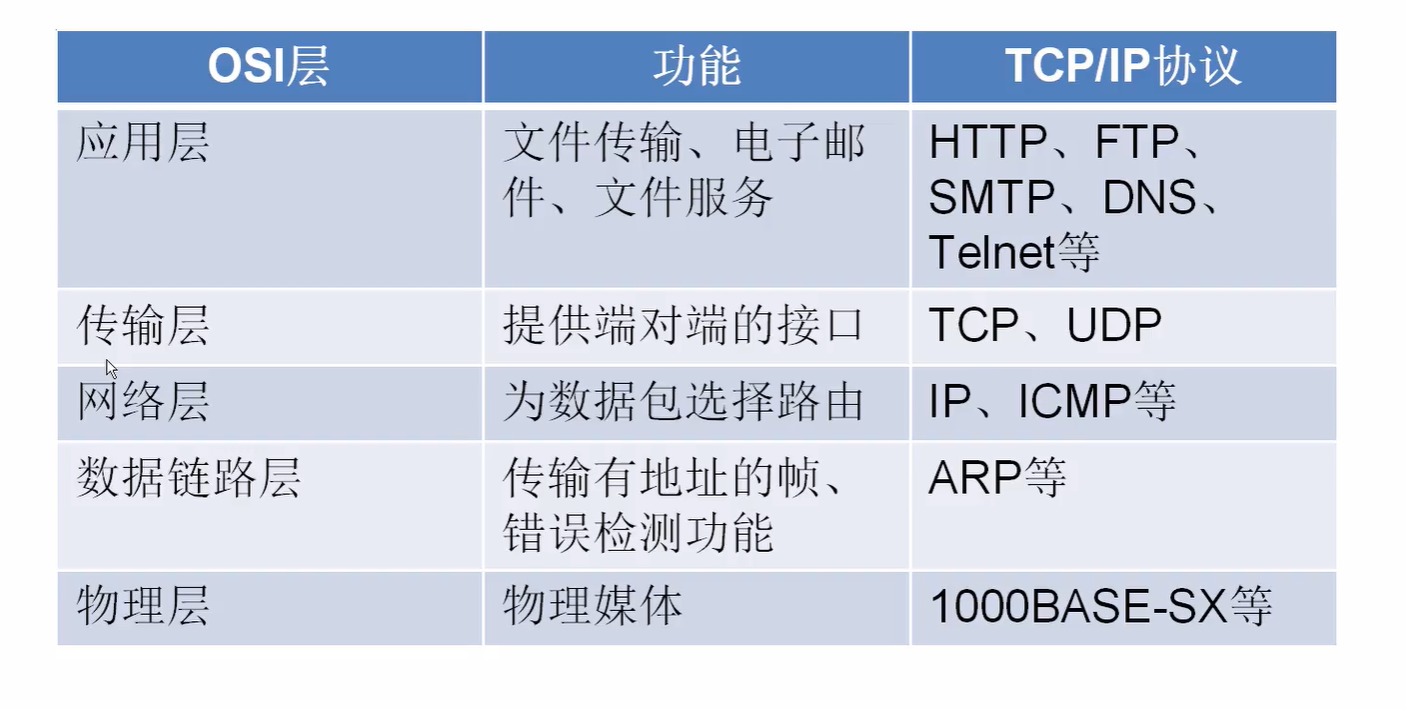 OSI层 功能 TCP/IP协议
应用层
文件传输、电子邮
件、文件服务
HTTP、FTP、
SMTP、DNS、
Telnet等
传输层 提供端对端的接口 TCP、UDP
网络层 为数据包选择路由 IP、ICMP等
数据链路层
传输有地址的帧、
错误检测功能
ARP等
物理层 物理媒体 1000BASE-SX等